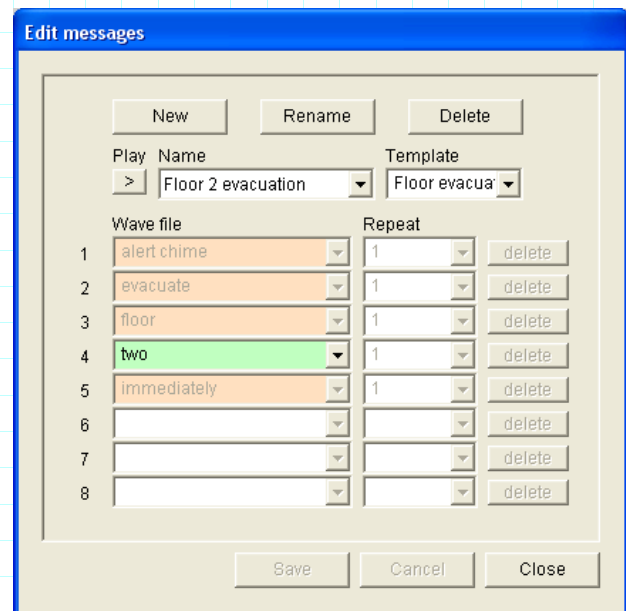 Edit messages
New Rename Delete
Play Name Template
> Floor 2 evacuation Floor evacua
Wave file Repeat
1 alert chime 1 delete
2 evacuate 1 delete
3 floor 1 delete
4 two 1 delete
5 immediately 1 delete
6 delete
7 delete
8 delete
Save Cancel Close